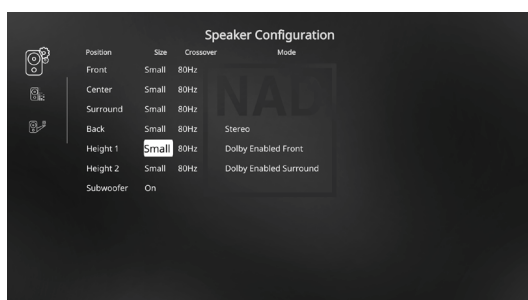 Speaker Configuration
Position Size Crossover Mode
Front Small 80Hz
Center Small 80Hz
Surround Small 80Hz
Back Small 80Hz Stereo
Height 1 Small 80Hz Dolby Enabled Front
Height 2 Small 80Hz Dolby Enabled Surround
Subwoofer On
NAD